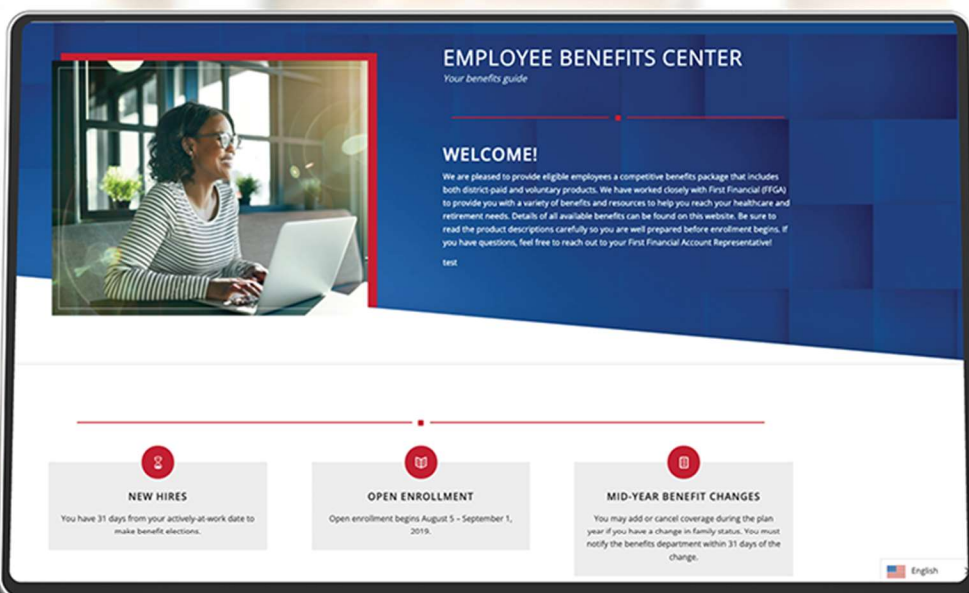 EMPLOYEE BENEFITS CENTER
Your benefits guide
WELCOME!
We are pleased to provide eligible employees a competitive benefits package that includes
both district-paid and voluntary products. We have worked closely with First Financial (FFGA)
to provide you with a variety of benefits and resources to help you reach your healthcare and
retirement needs. Details of all available benefits can be found on this website. Be sure to
read the product descriptions carefully so you are well prepared before enrollment begins. If
you have questions, feel free to reach out to your First Financial Account Representative!
test
NEW HIRES
You have 31 days from your actively-at-work date to
make benefit elections.
OPEN ENROLLMENT
Open enrollment begins August 5 – September 1,
2019.
MID-YEAR BENEFIT CHANGES
You may add or cancel coverage during the plan
year if you have a change in family status. You must
notify the benefits department within 31 days of the
change.
English